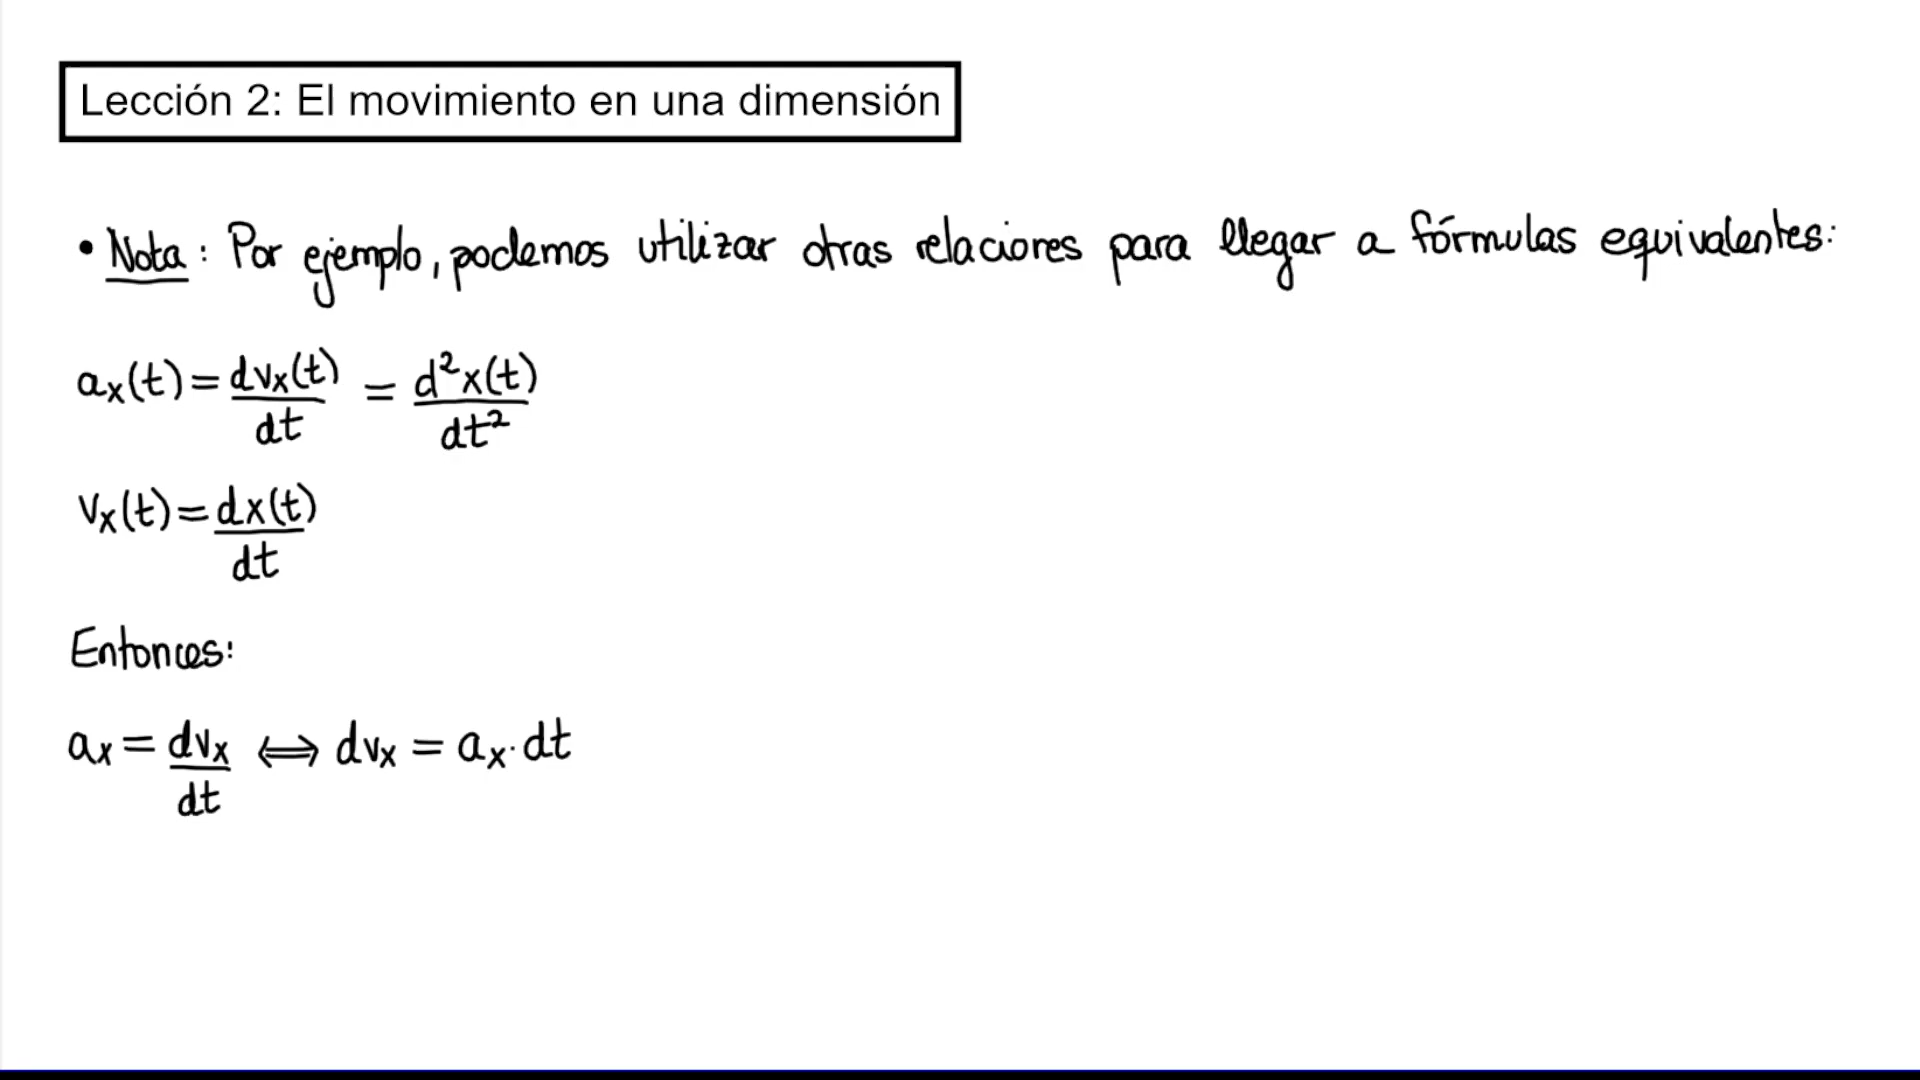 Lección 2: El movimiento en una dimensión
• Nota: Por ejemplo, podemos utilizar otras relaciones para llegar a fórmulas equivalentes:
aₓ(t) = dvₓ(t)/dt = d²x(t)/dt²
vₓ(t) = dx(t)/dt
Entonces:
aₓ = dvₓ/dt ⟺ dvₓ = aₓ · dt